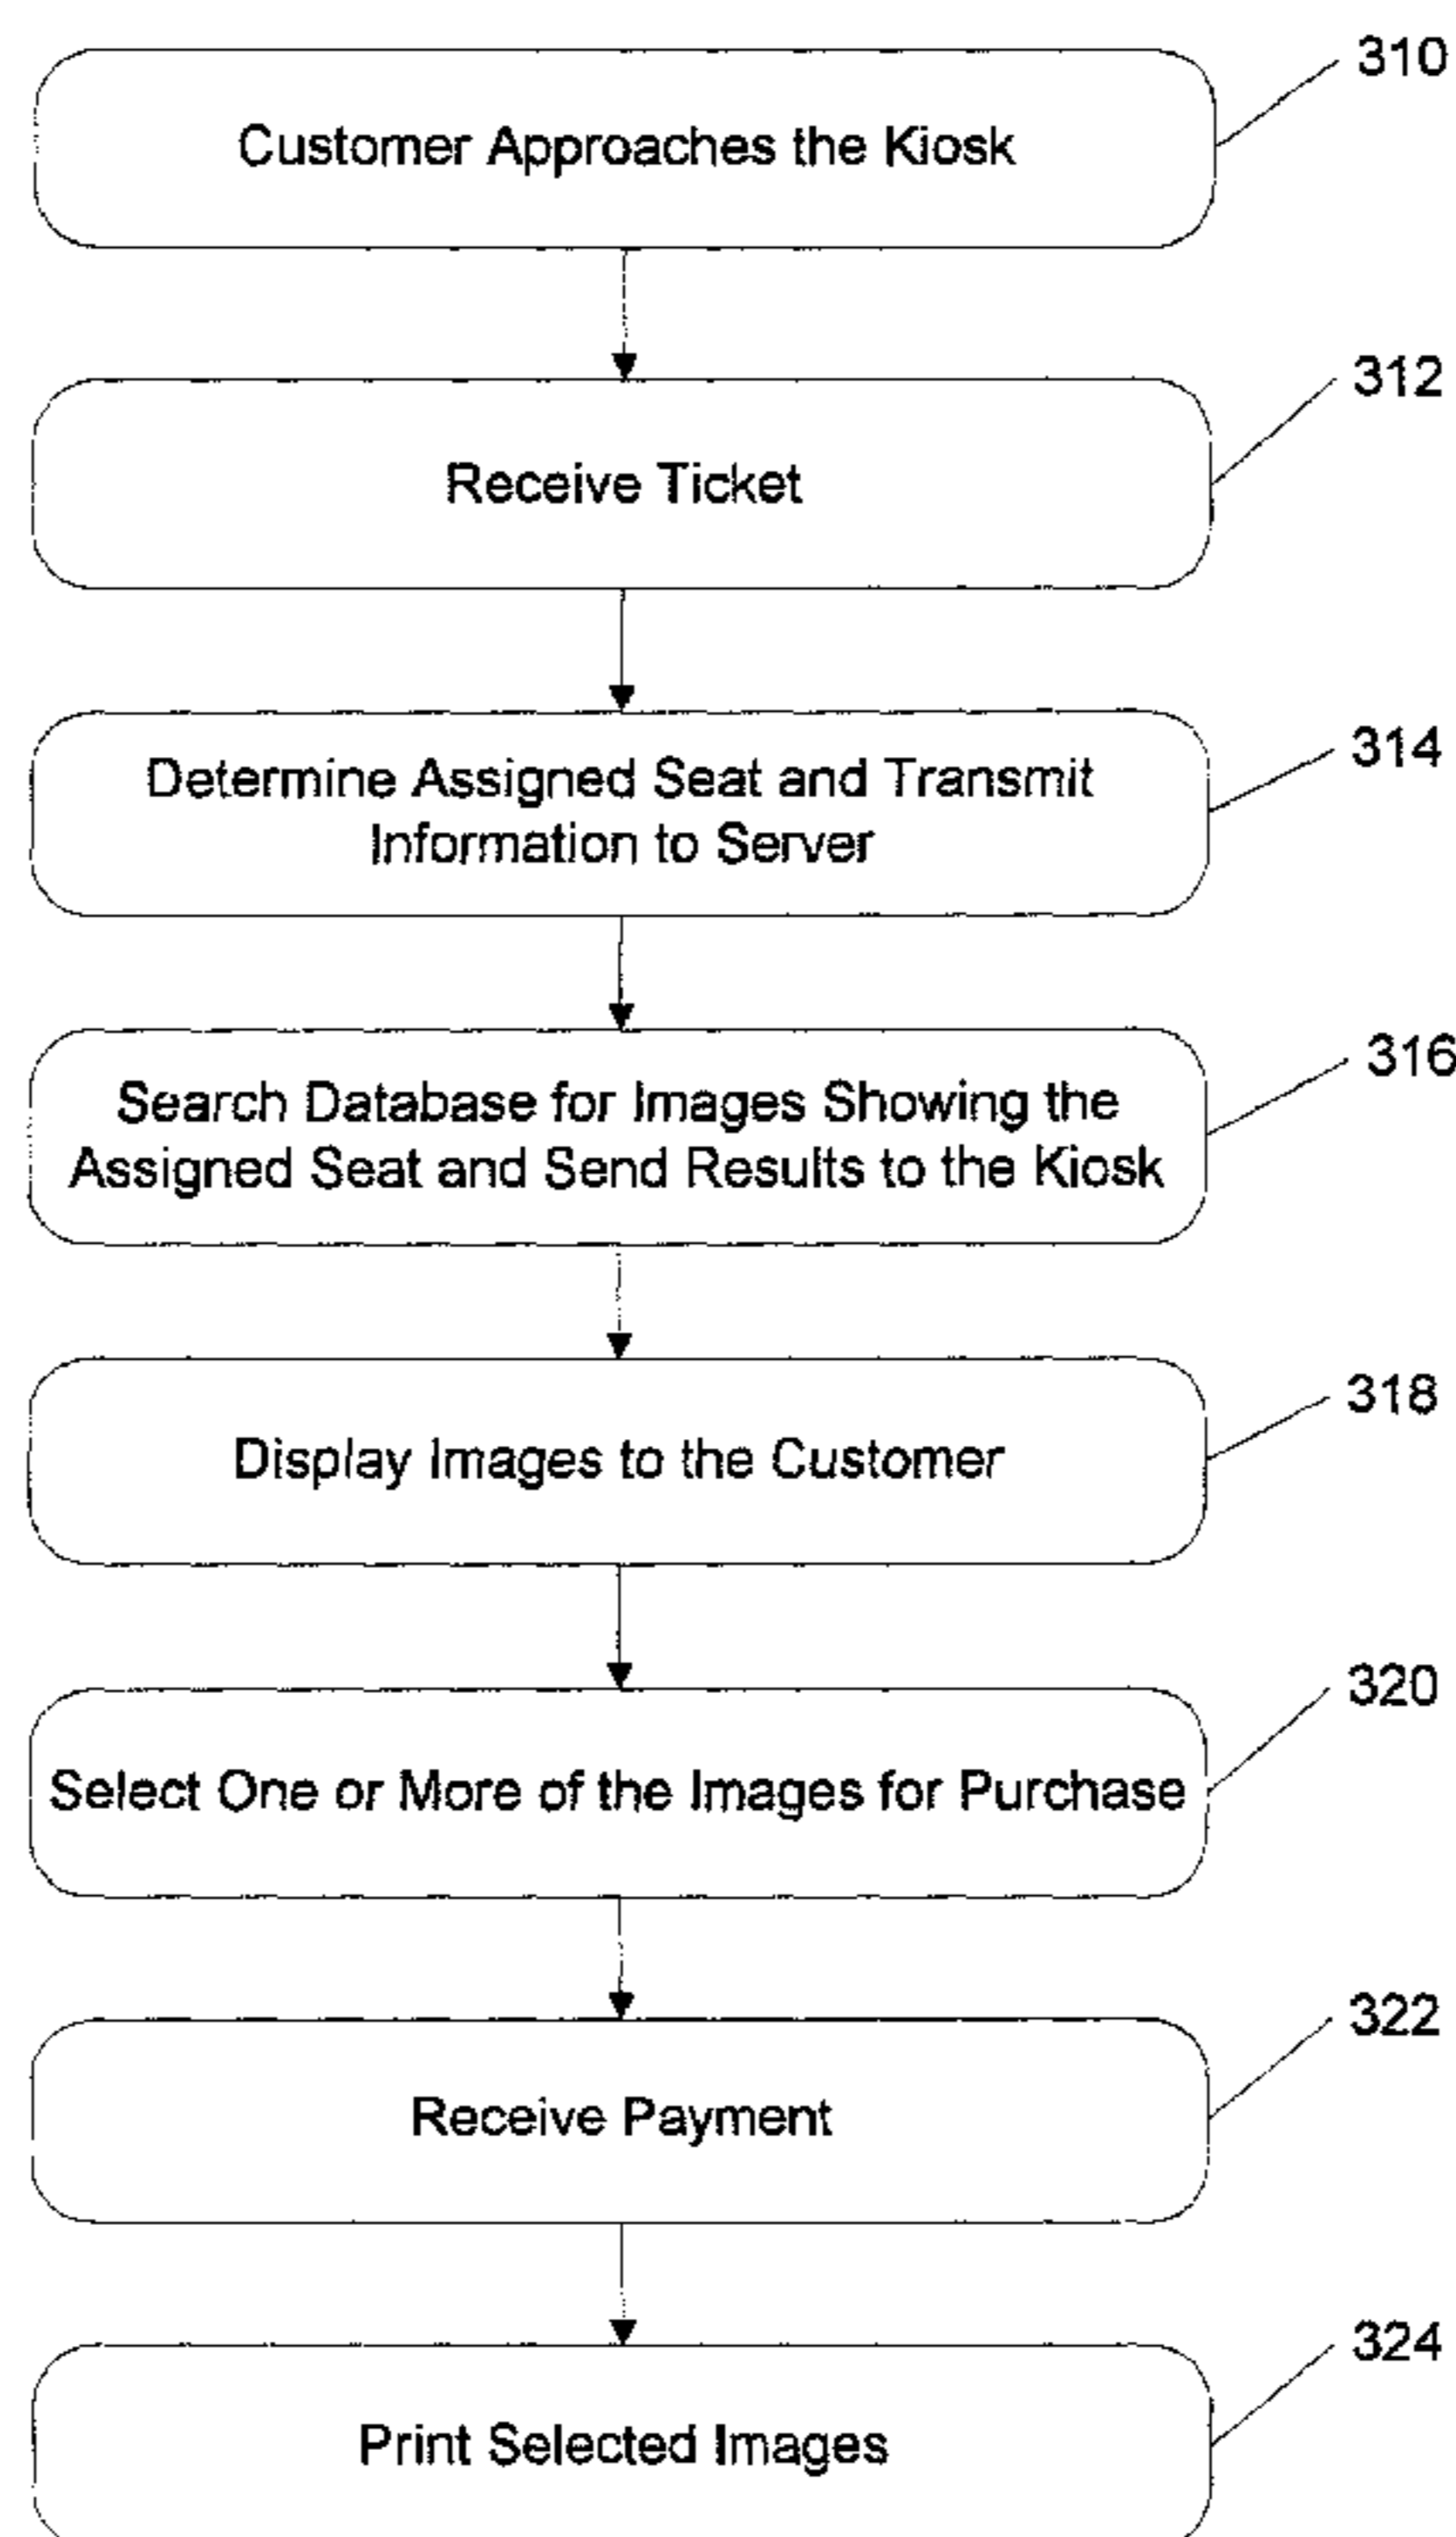 310
Customer Approaches the Kiosk
312
Receive Ticket
314
Determine Assigned Seat and Transmit
Information to Server
316
Search Database for Images Showing the
Assigned Seat and Send Results to the Kiosk
318
Display Images to the Customer
320
Select One or More of the Images for Purchase
322
Receive Payment
324
Print Selected Images